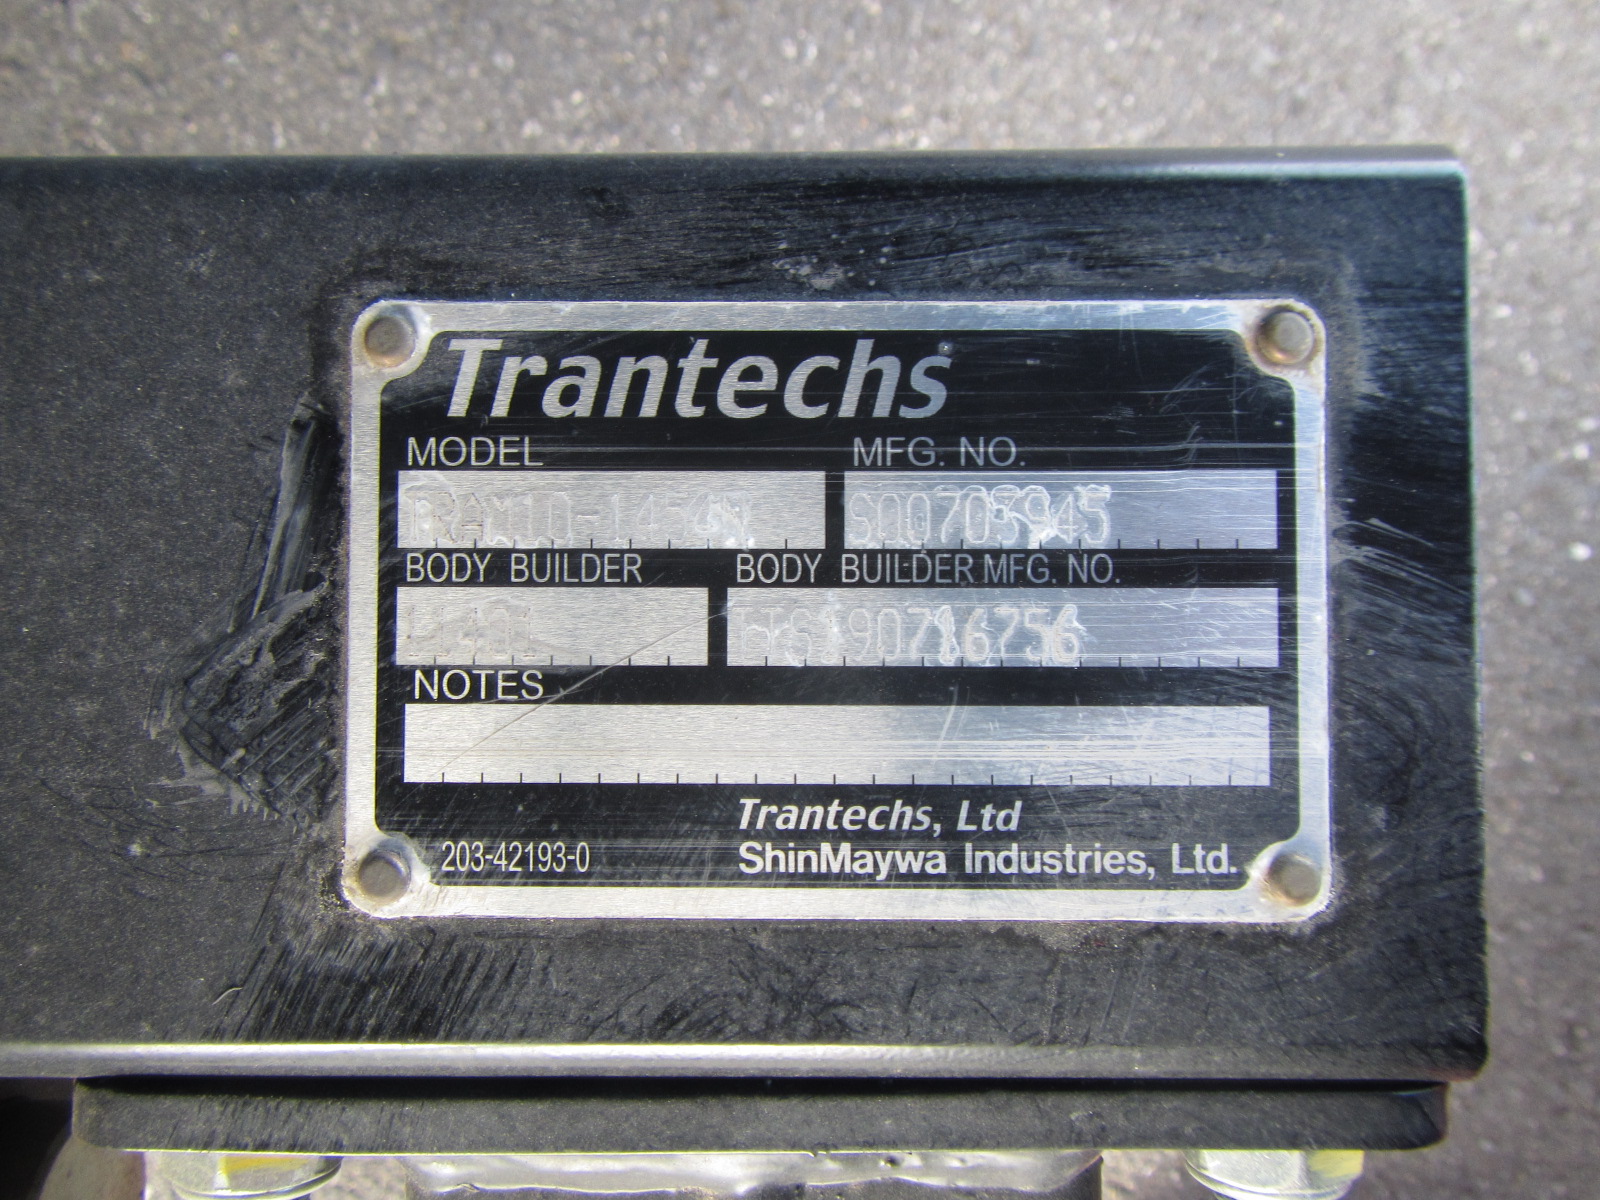 Trantechs
MODEL MFG. NO.
BODY BUILDER BODY BUILDER MFG. NO.
NOTES
Trantechs, Ltd
203-42193-0 ShinMaywa Industries, Ltd.